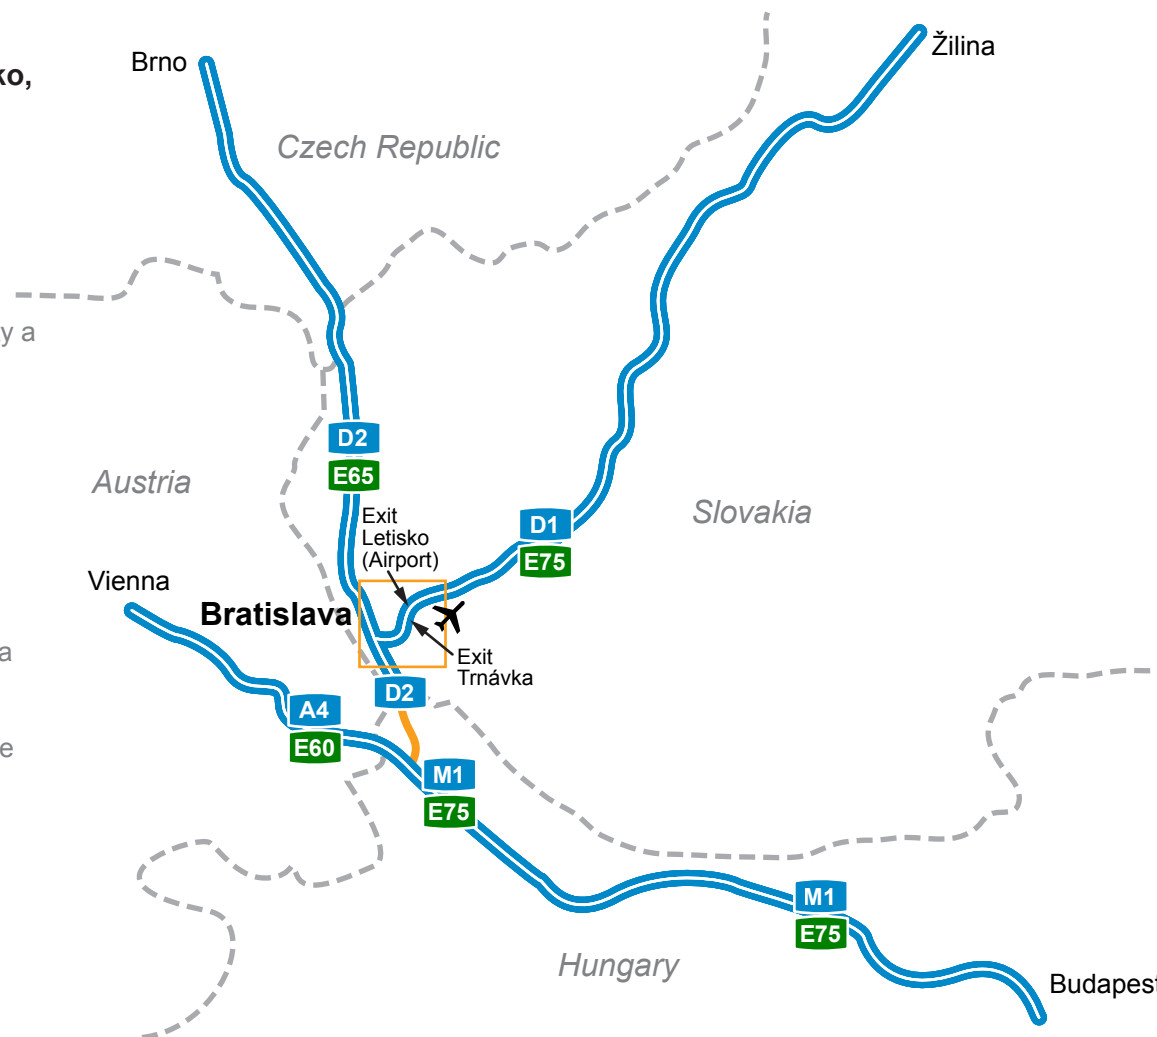 Brno
Žilina
ko,
Czech Republic
y a
D2
E65
Austria
Exit
Letisko
(Airport)
D1
E75
Slovakia
Vienna
Bratislava
Exit
Trnávka
a
D2
A4
E60
e
M1
E75
M1
E75
Hungary
Budapest